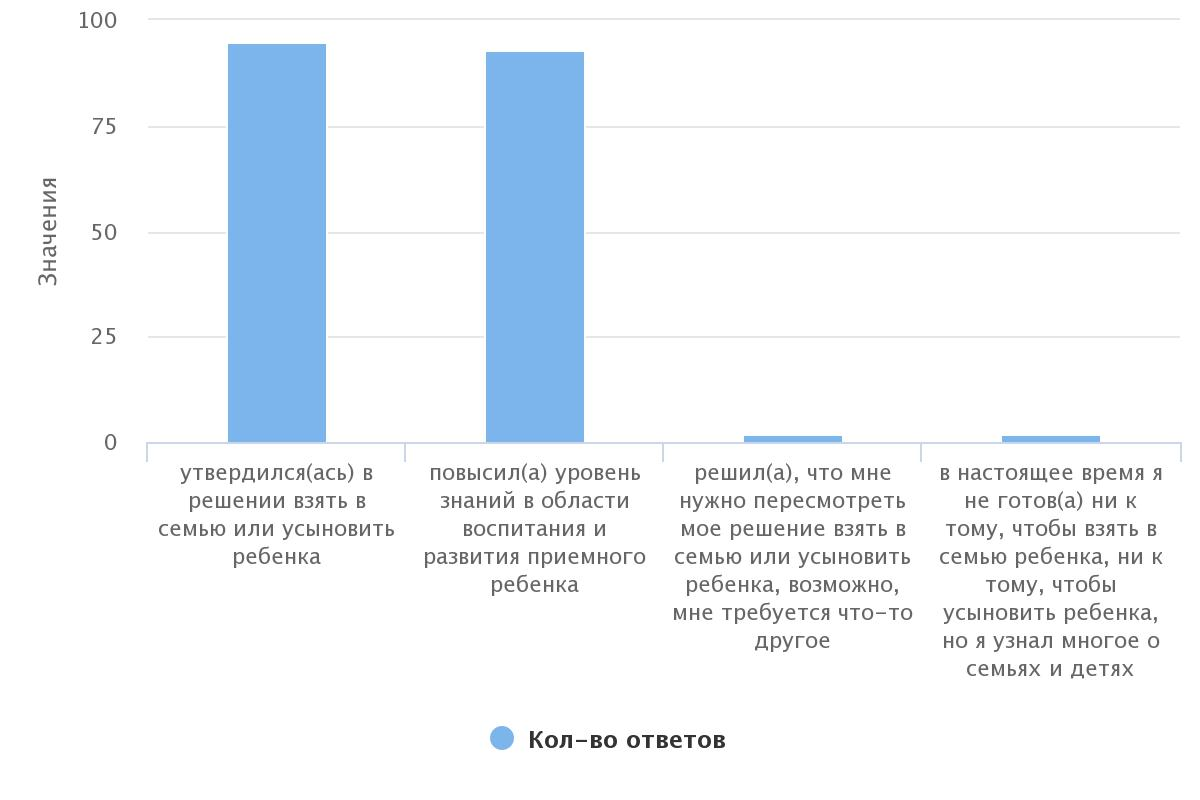 100
75
50
25
0
Значения
утвердился(ась) в
решении взять в
семью или усыновить
ребенка
повысил(а) уровень
знаний в области
воспитания и
развития приемного
ребенка
решил(а), что мне
нужно пересмотреть
мое решение взять в
семью или усыновить
ребенка, возможно,
мне требуется что-то
другое
в настоящее время я
не готов(а) ни к
тому, чтобы взять в
семью ребенка, ни к
тому, чтобы
усыновить ребенка,
но я узнал многое о
семьях и детях
Кол-во ответов